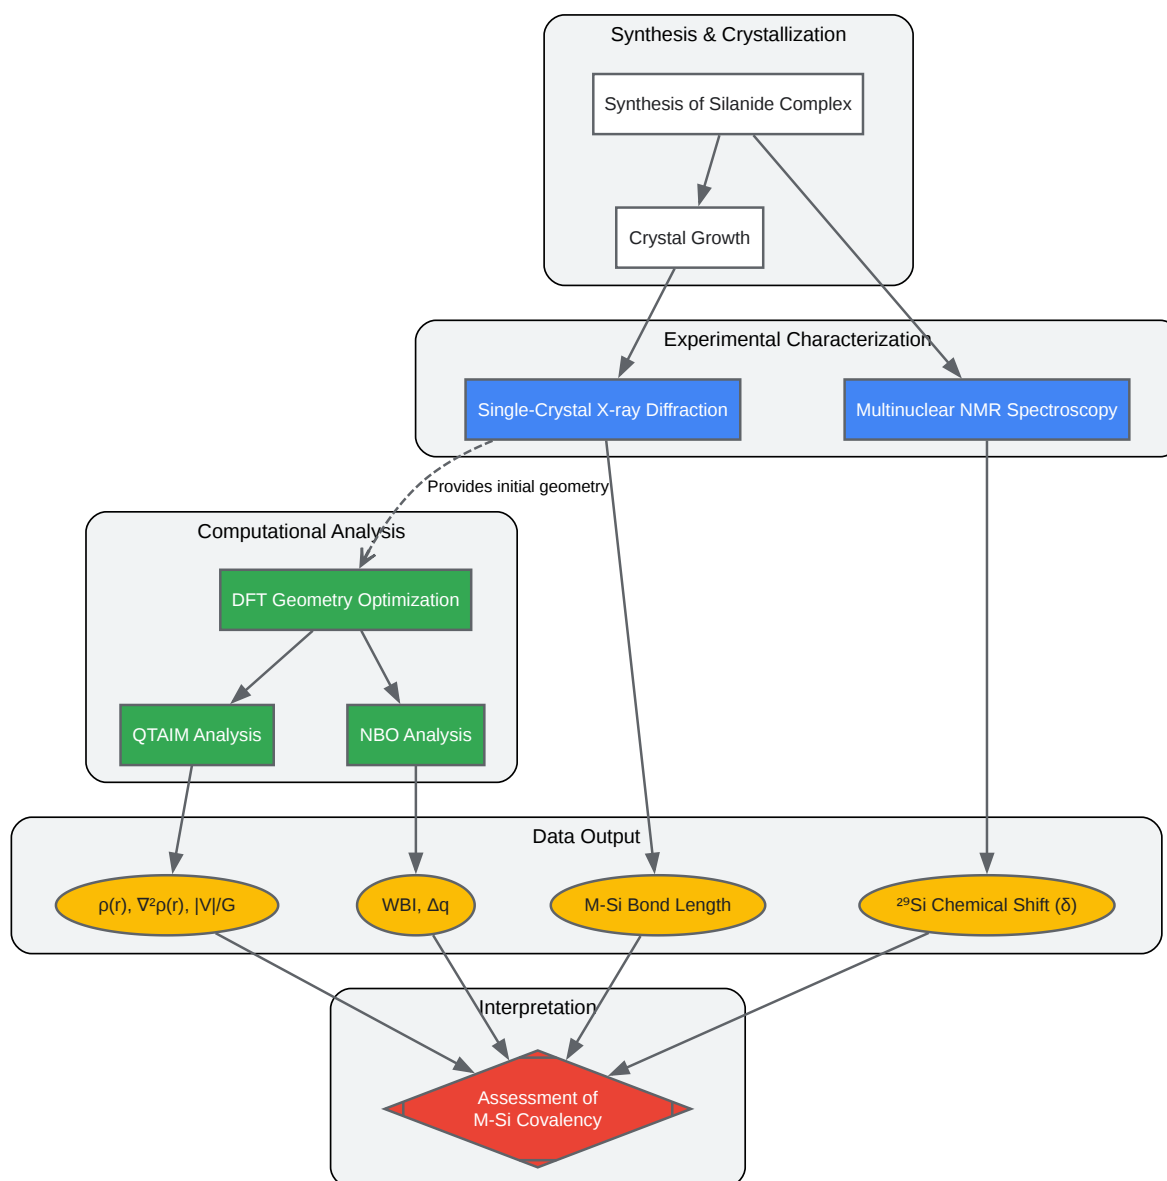 Synthesis & Crystallization
Synthesis of Silanide Complex
Crystal Growth
Experimental Characterization
Single-Crystal X-ray Diffraction
Multinuclear NMR Spectroscopy
Provides initial geometry
Computational Analysis
DFT Geometry Optimization
QTAIM Analysis
NBO Analysis
Data Output
ρ(r), ∇²ρ(r), |V|/G
WBI, Δq
M-Si Bond Length
²⁹Si Chemical Shift (δ)
Interpretation
Assessment of
M-Si Covalency